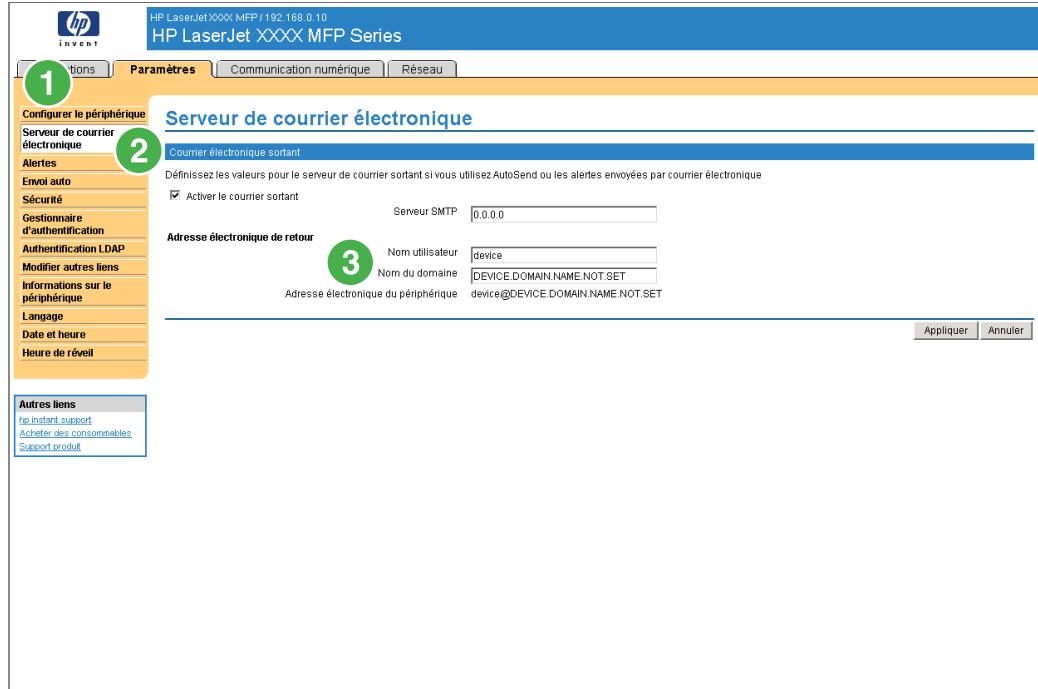 hp
invent
HP LaserJet XXXX MFP / 192.168.0.10
HP LaserJet XXXX MFP Series
tions
Paramètres
Communication numérique
Réseau
1
Configurer le périphérique
Serveur de courrier
électronique
2
Alertes
Envoi auto
Sécurité
Gestionnaire
d'authentification
Authentification LDAP
Modifier autres liens
Informations sur le
périphérique
Langage
Date et heure
Heure de réveil
Autres liens
hp instant support
Acheter des consommables
Support produit
Serveur de courrier électronique
Courrier électronique sortant
Définissez les valeurs pour le serveur de courrier sortant si vous utilisez AutoSend ou les alertes envoyées par courrier électronique
Activer le courrier sortant
Serveur SMTP 0.0.0.0
Adresse électronique de retour
3
Nom utilisateur device
Nom du domaine DEVICE.DOMAIN.NAME.NOT.SET
Adresse électronique du périphérique device@DEVICE.DOMAIN.NAME.NOT.SET
Appliquer Annuler